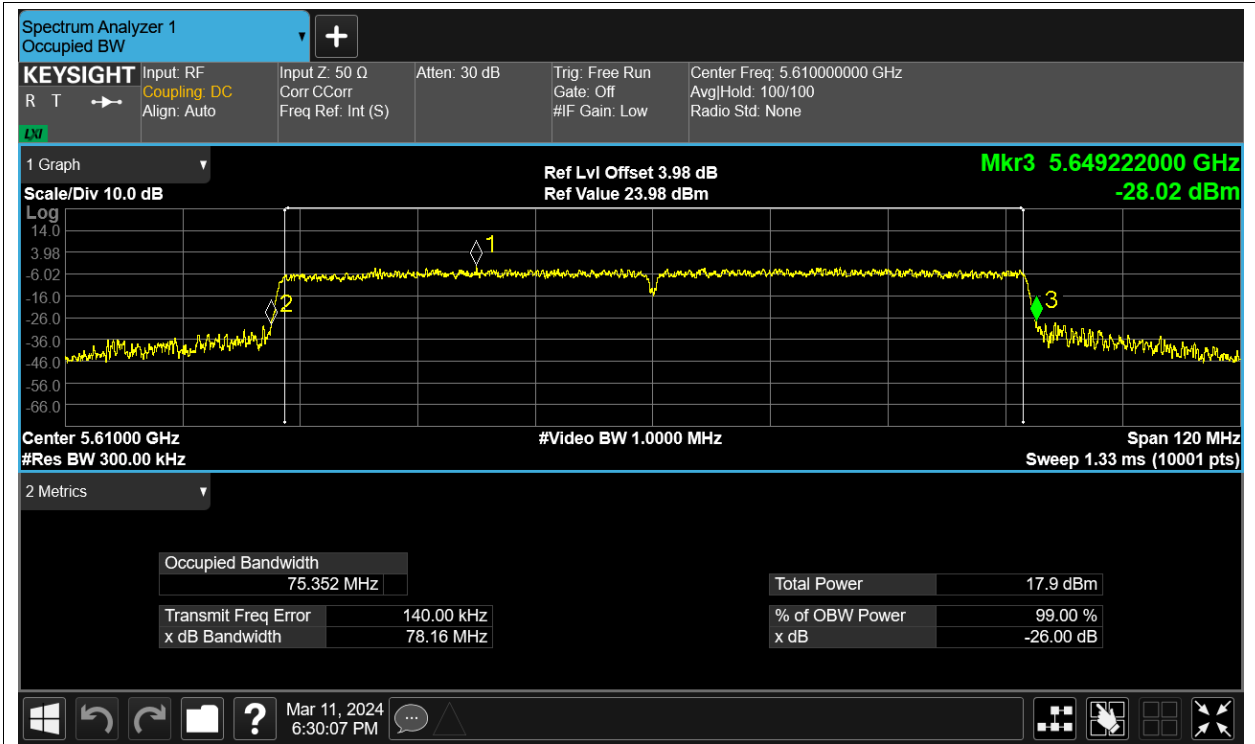 Spectrum Analyzer 1
Occupied BW
KEYSIGHT
R T
LXI
Input: RF
Coupling: DC
Align: Auto
Input Z: 50 Ω
Corr CCorr
Freq Ref: Int (S)
Atten: 30 dB
Trig: Free Run
Gate: Off
#IF Gain: Low
Center Freq: 5.610000000 GHz
Avg|Hold: 100/100
Radio Std: None
1 Graph
Ref Lvl Offset 3.98 dB
Mkr3 5.649222000 GHz
Scale/Div 10.0 dB
Ref Value 23.98 dBm
-28.02 dBm
Log
14.0
3.98
-6.02
-16.0
-26.0
-36.0
-46.0
-56.0
-66.0
1
2
3
Center 5.61000 GHz
#Video BW 1.0000 MHz
Span 120 MHz
#Res BW 300.00 kHz
Sweep 1.33 ms (10001 pts)
2 Metrics
Occupied Bandwidth
75.352 MHz
Total Power 17.9 dBm
Transmit Freq Error 140.00 kHz
% of OBW Power 99.00 %
x dB Bandwidth 78.16 MHz
x dB -26.00 dB
?
Mar 11, 2024
6:30:07 PM